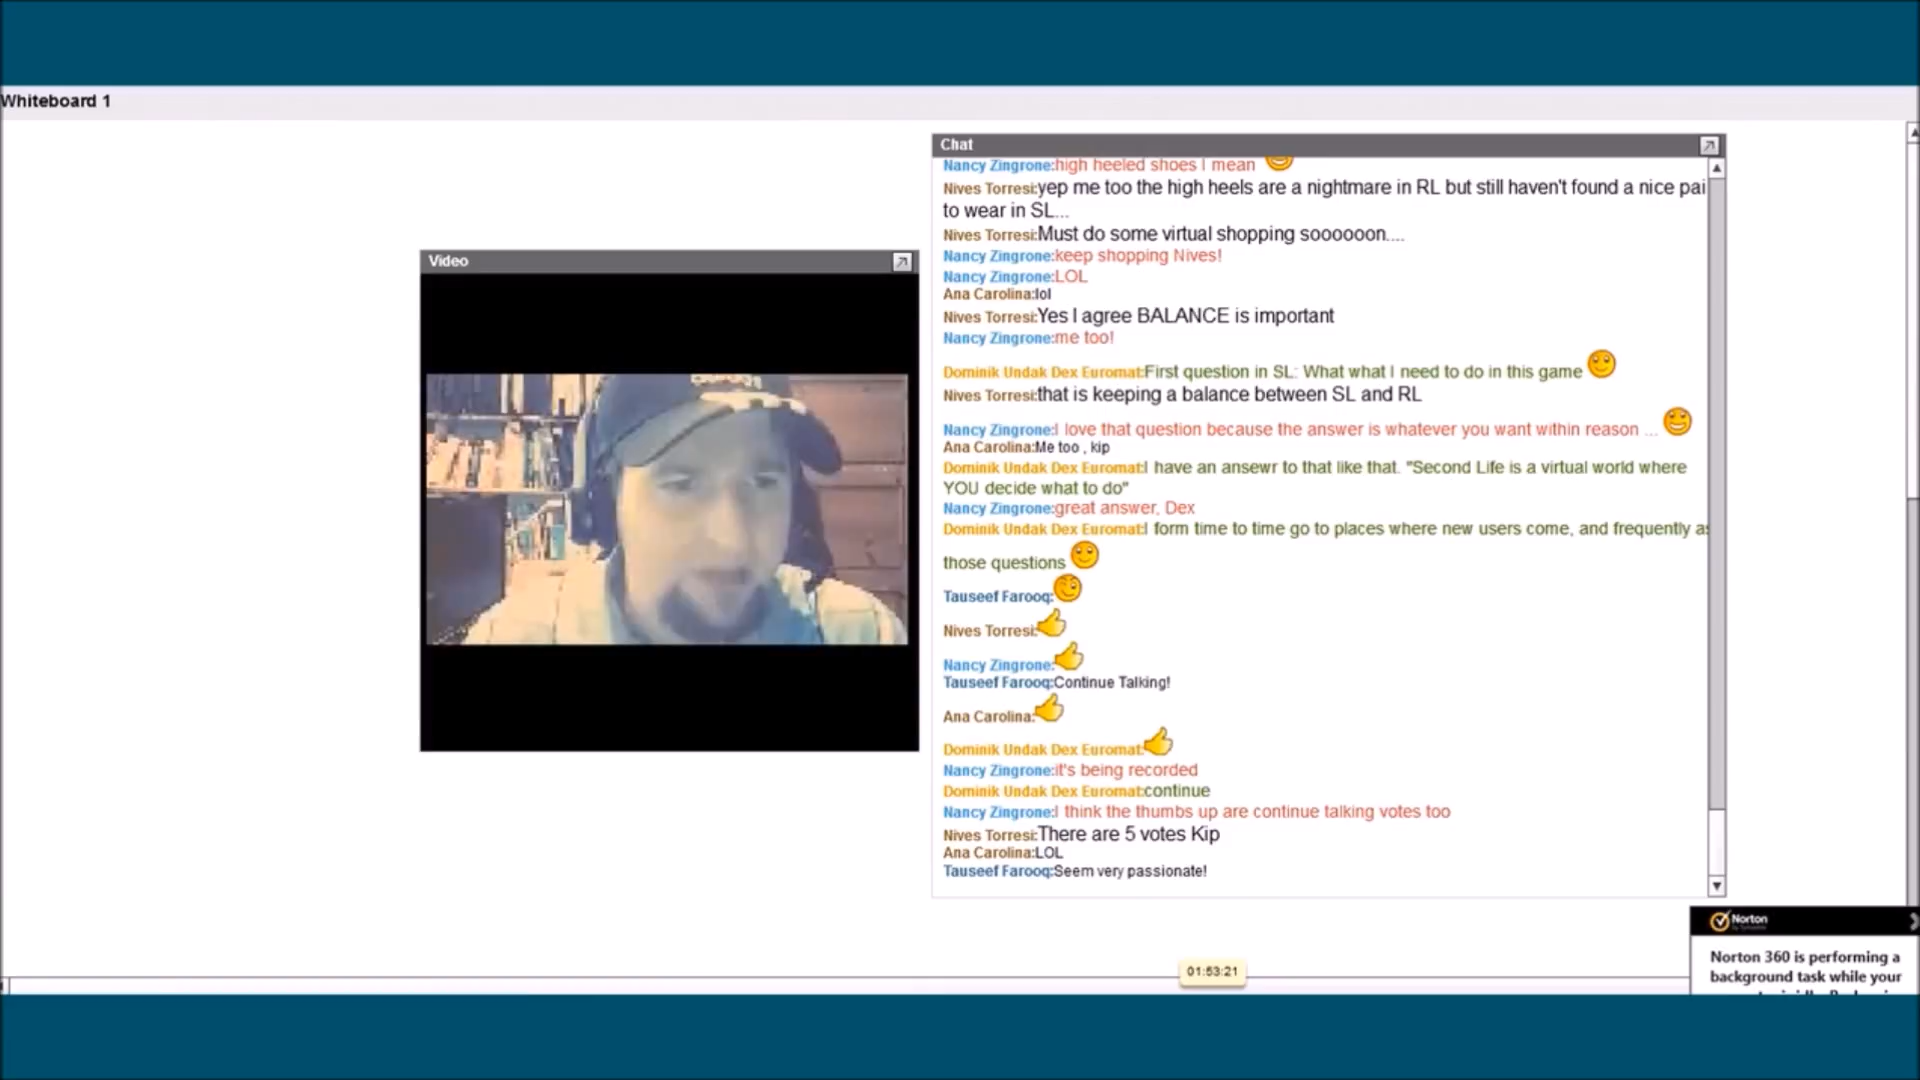 Whiteboard 1
Chat
Nancy Zingrone:high heeled shoes I mean
Nives Torresi:yep me too the high heels are a nightmare in RL but still haven't found a nice pai
to wear in SL...
Nives Torresi:Must do some virtual shopping soooooon....
Video
Nancy Zingrone:keep shopping Nives!
Nancy Zingrone:LOL
Ana Carolina:lol
Nives Torresi:Yes I agree BALANCE is important
Nancy Zingrone:me too!
Dominik Undak Dex Euromat:First question in SL: What what I need to do in this game
Nives Torresi:that is keeping a balance between SL and RL
Nancy Zingrone:I love that question because the answer is whatever you want within reason ...
Ana Carolina:Me too , kip
Dominik Undak Dex Euromat:I have an ansewr to that like that. "Second Life is a virtual world where
YOU decide what to do"
Nancy Zingrone:great answer, Dex
Dominik Undak Dex Euromat:I form time to time go to places where new users come, and frequently as
those questions
Tauseef Farooq:
Nives Torresi:
Nancy Zingrone:
Tauseef Farooq:Continue Talking!
Ana Carolina:
Dominik Undak Dex Euromat:
Nancy Zingrone:it's being recorded
Dominik Undak Dex Euromat:continue
Nancy Zingrone:I think the thumbs up are continue talking votes too
Nives Torresi:There are 5 votes Kip
Ana Carolina:LOL
Tauseef Farooq:Seem very passionate!
Norton
Norton 360 is performing a
background task while your
01:53:21